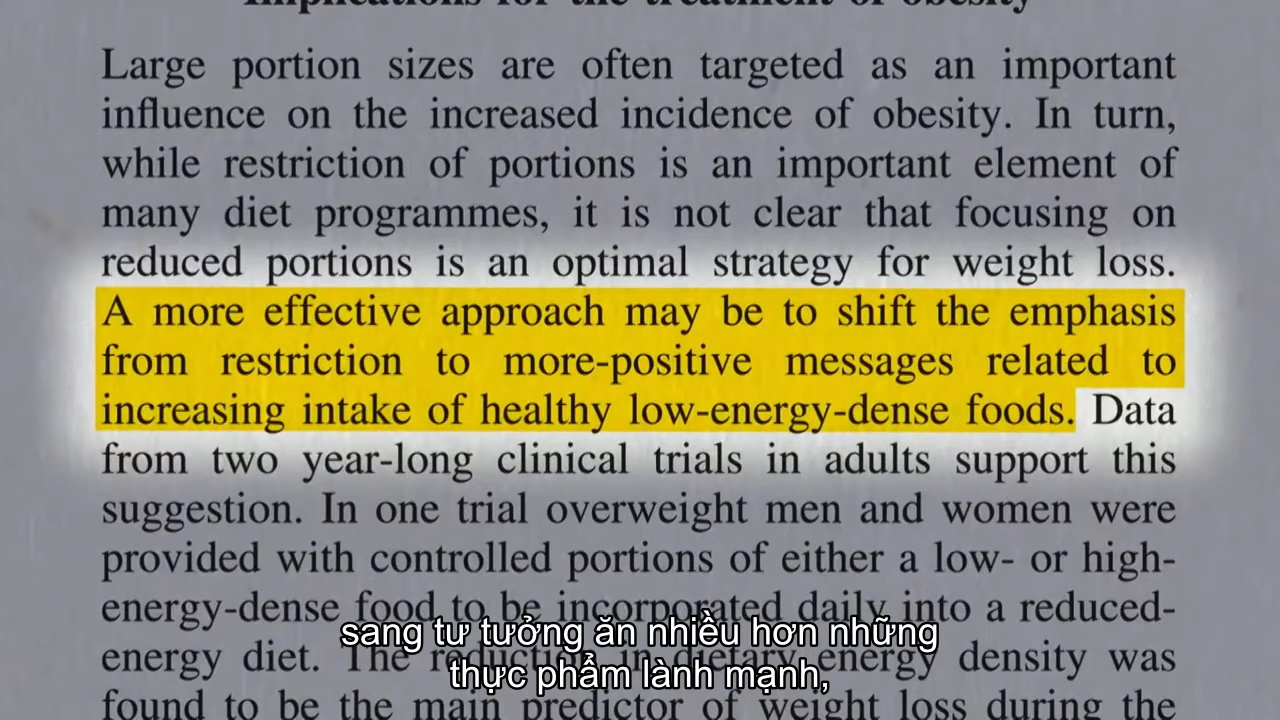 Implications for the treatment of obesity
Large portion sizes are often targeted as an important
influence on the increased incidence of obesity. In turn,
while restriction of portions is an important element of
many diet programmes, it is not clear that focusing on
reduced portions is an optimal strategy for weight loss.
A more effective approach may be to shift the emphasis
from restriction to more-positive messages related to
increasing intake of healthy low-energy-dense foods. Data
from two year-long clinical trials in adults support this
suggestion. In one trial overweight men and women were
provided with controlled portions of either a low- or high-
energy-dense food to be incorporated daily into a reduced-
energy diet. The reduction in dietary energy density was
found to be the main predictor of weight loss during the
sang tư tưởng ăn nhiều hơn những
thực phẩm lành mạnh,